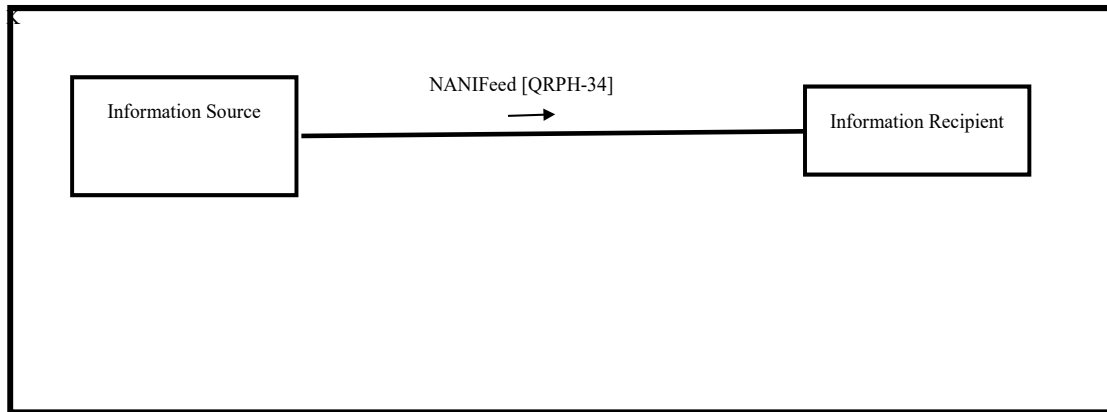 X
NANIFeed [QRPH-34]
Information Source
Information Recipient